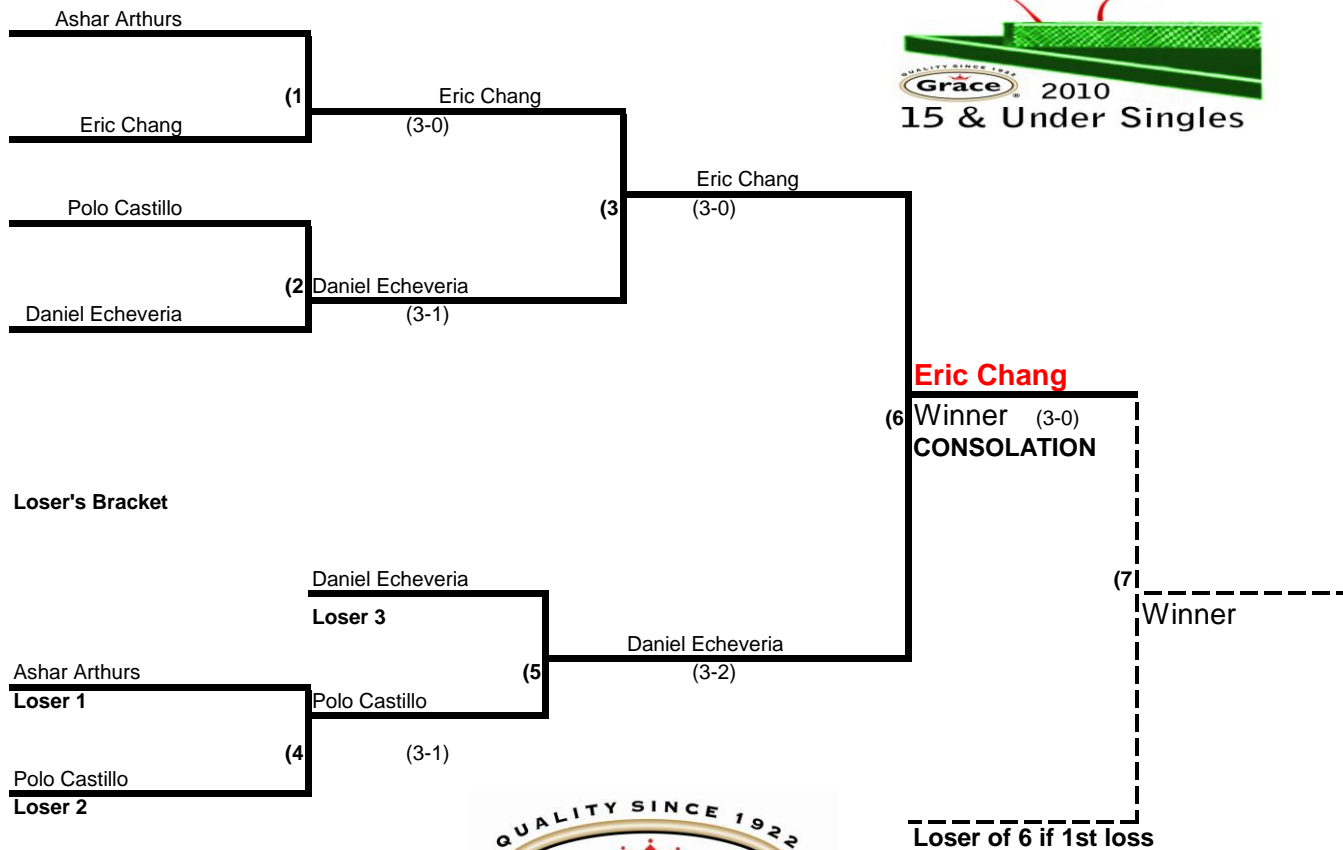 Ashar Arthurs
QUALITY SINCE 1922
Grace ® 2010
15 & Under Singles
(1
Eric Chang
Eric Chang
(3-0)
Eric Chang
Polo Castillo
(3
(3-0)
(2
Daniel Echeveria
Daniel Echeveria
(3-1)
Eric Chang
(6
Winner (3-0)
CONSOLATION
Loser's Bracket
Daniel Echeveria
(7
Loser 3
Winner
Daniel Echeveria
Ashar Arthurs
(5
(3-2)
Loser 1
Polo Castillo
(4
(3-1)
Polo Castillo
Loser 2
QUALITY SINCE 1922
Loser of 6 if 1st loss